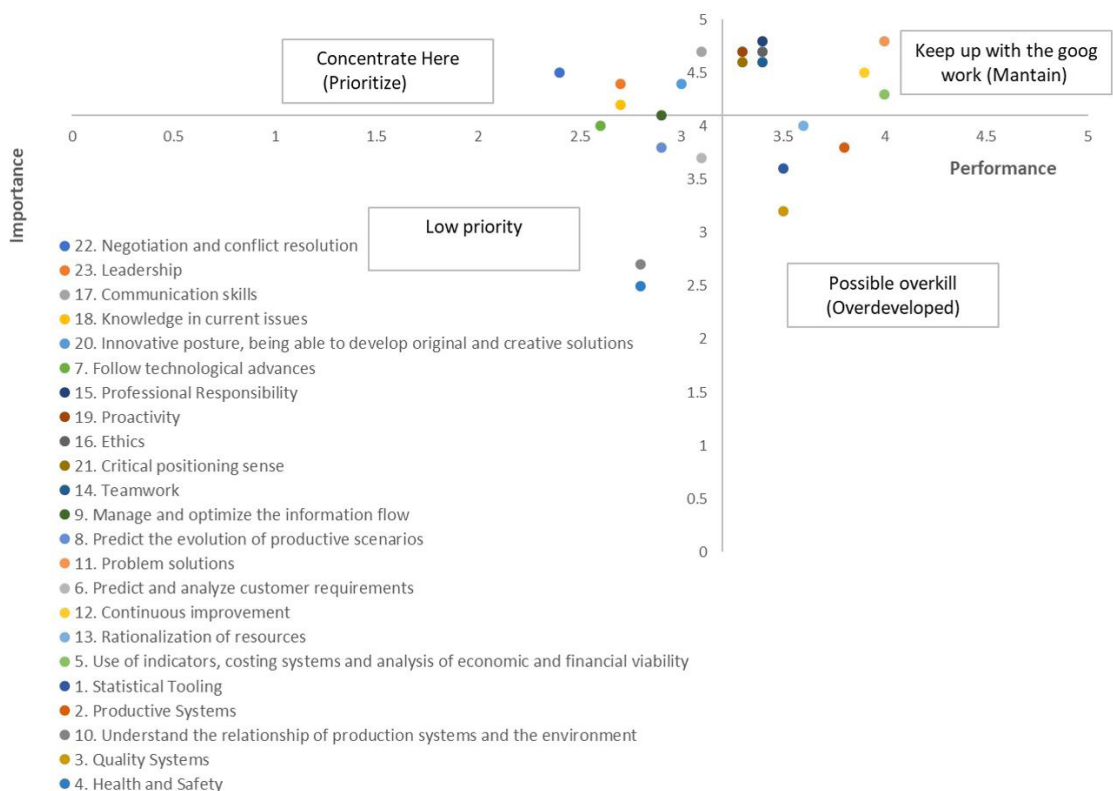 5
Concentrate Here
(Prioritize)
Keep up with the goog
work (Mantain)
4.5
0
0.5
1
1.5
2
2.5
3
4
3.5
4
4.5
5
Performance
3.5
Importance
Low priority
3
Possible overkill
(Overdeveloped)
2.5
2
1.5
1
0.5
0
22. Negotiation and conflict resolution
23. Leadership
17. Communication skills
18. Knowledge in current issues
20. Innovative posture, being able to develop original and creative solutions
7. Follow technological advances
15. Professional Responsibility
19. Proactivity
16. Ethics
21. Critical positioning sense
14. Teamwork
9. Manage and optimize the information flow
8. Predict the evolution of productive scenarios
11. Problem solutions
6. Predict and analyze customer requirements
12. Continuous improvement
13. Rationalization of resources
5. Use of indicators, costing systems and analysis of economic and financial viability
1. Statistical Tooling
2. Productive Systems
10. Understand the relationship of production systems and the environment
3. Quality Systems
4. Health and Safety